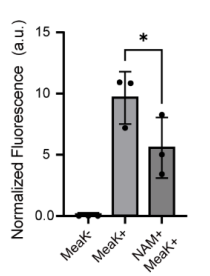 Normalized Fluorescence (a.u.)
15
10
5
0.0
*
MeaK-
MeaK+
NAM+
MeaK+